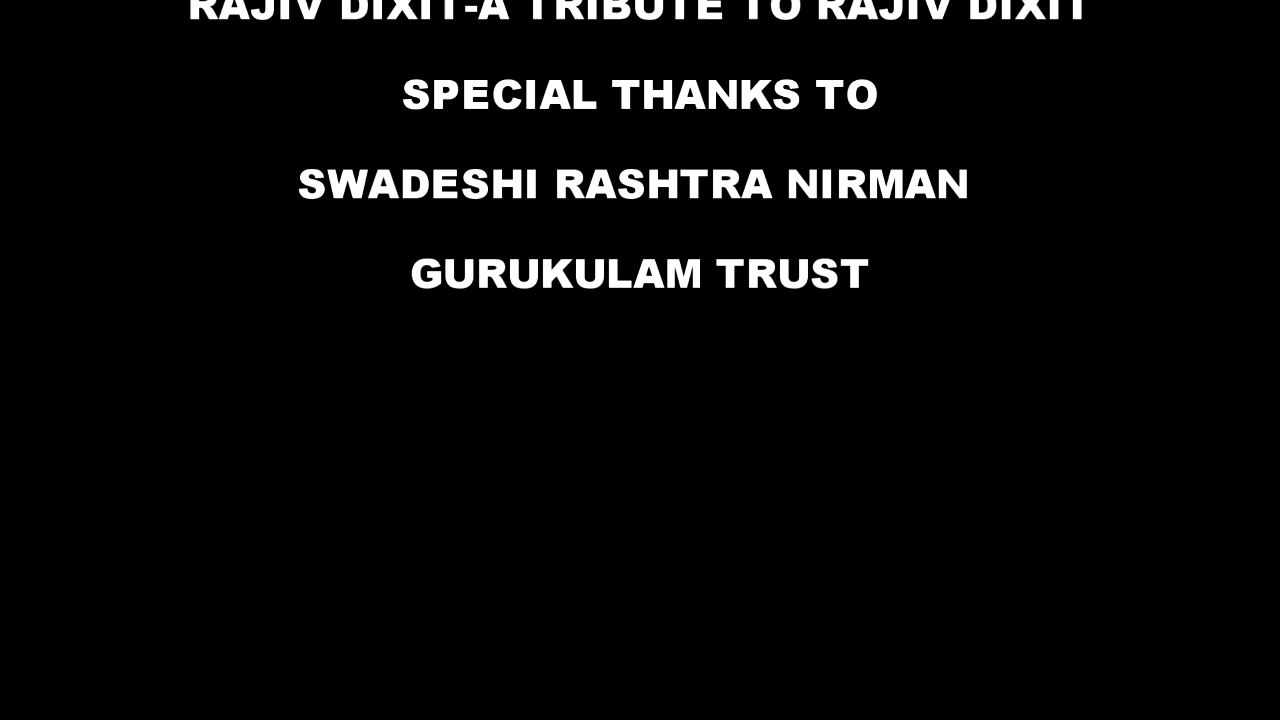 RAJIV DIXIT-A TRIBUTE TO RAJIV DIXIT
SPECIAL THANKS TO
SWADESHI RASHTRA NIRMAN
GURUKULAM TRUST